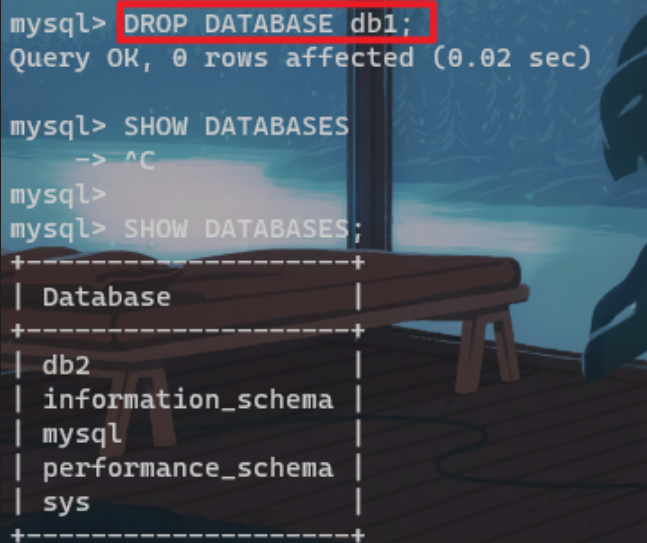 mysql> DROP DATABASE db1;
Query OK, 0 rows affected (0.02 sec)
mysql> SHOW DATABASES
    -> ^C
mysql>
mysql> SHOW DATABASES;
+--------------------+
| Database           |
+--------------------+
| db2                |
| information_schema |
| mysql              |
| performance_schema |
| sys                |
+--------------------+